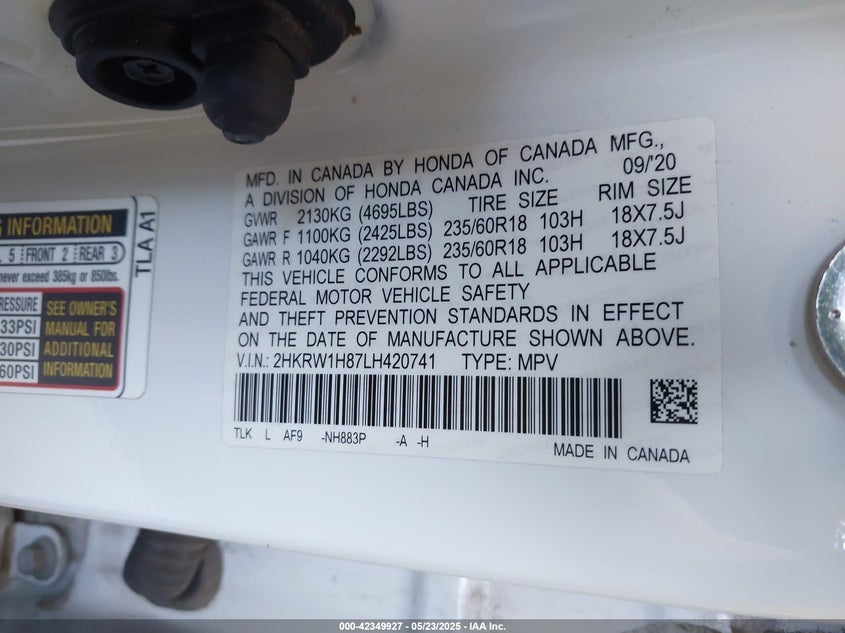 MFD. IN CANADA BY HONDA OF CANADA MFG.,
A DIVISION OF HONDA CANADA INC. 09/'20
GVWR 2130KG (4695LBS) TIRE SIZE RIM SIZE
GAWR F 1100KG (2425LBS) 235/60R18 103H 18X7.5J
GAWR R 1040KG (2292LBS) 235/60R18 103H 18X7.5J
THIS VEHICLE CONFORMS TO ALL APPLICABLE
FEDERAL MOTOR VEHICLE SAFETY
AND THEFT PREVENTION STANDARDS IN EFFECT
ON THE DATE OF MANUFACTURE SHOWN ABOVE.
V.I.N.: 2HKRW1H87LH420741 TYPE: MPV
TLK L AF9 -NH883P -A -H
MADE IN CANADA
INFORMATION
5 FRONT 2 REAR 3
never exceed 385kg or 850lbs.
PRESSURE
33PSI
30PSI
60PSI
SEE OWNER'S
MANUAL FOR
ADDITIONAL
INFORMATION
TLA A1
000-42349927 - 05/23/2025 - IAA Inc.